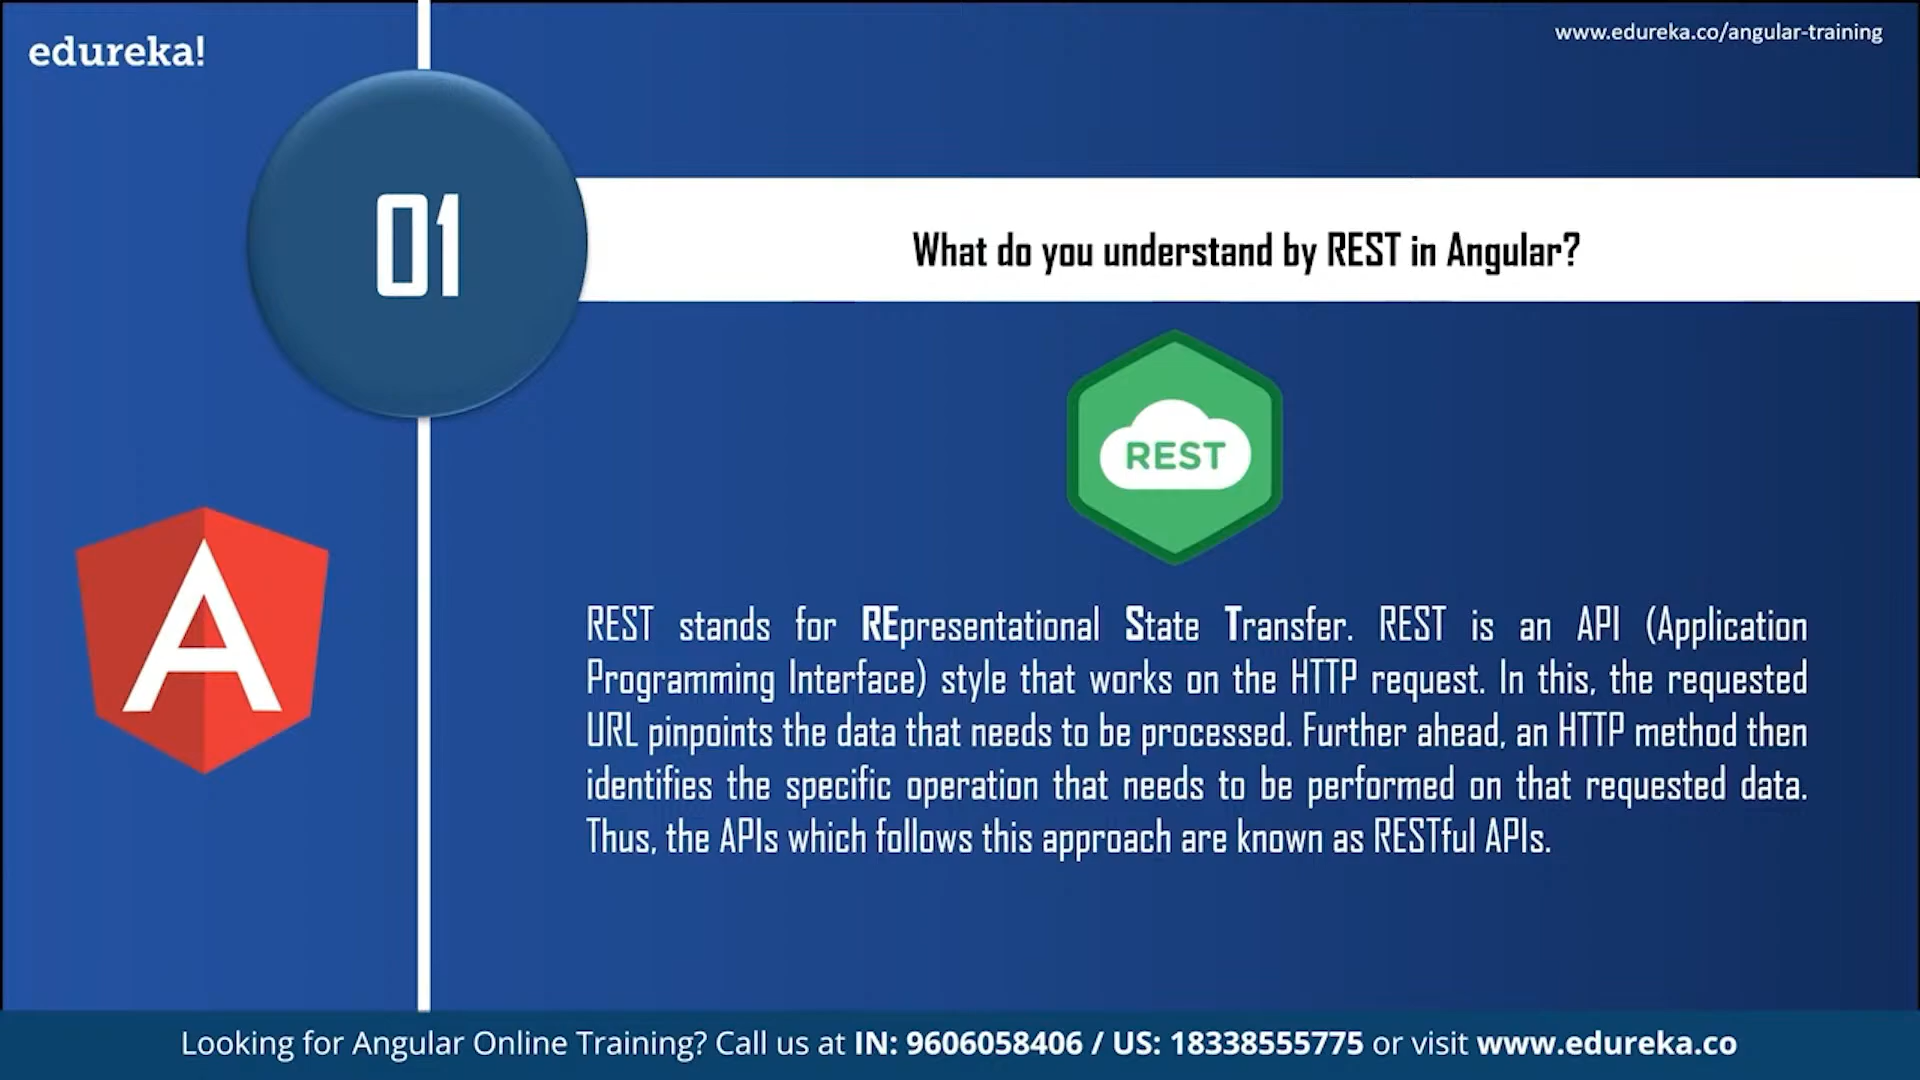 edureka!
www.edureka.co/angular-training
01
What do you understand by REST in Angular?
REST
A
REST stands for REpresentational State Transfer. REST is an API (Application
Programming Interface) style that works on the HTTP request. In this, the requested
URL pinpoints the data that needs to be processed. Further ahead, an HTTP method then
identifies the specific operation that needs to be performed on that requested data.
Thus, the APIs which follows this approach are known as RESTful APIs.
Looking for Angular Online Training? Call us at IN: 9606058406 / US: 18338555775 or visit www.edureka.co